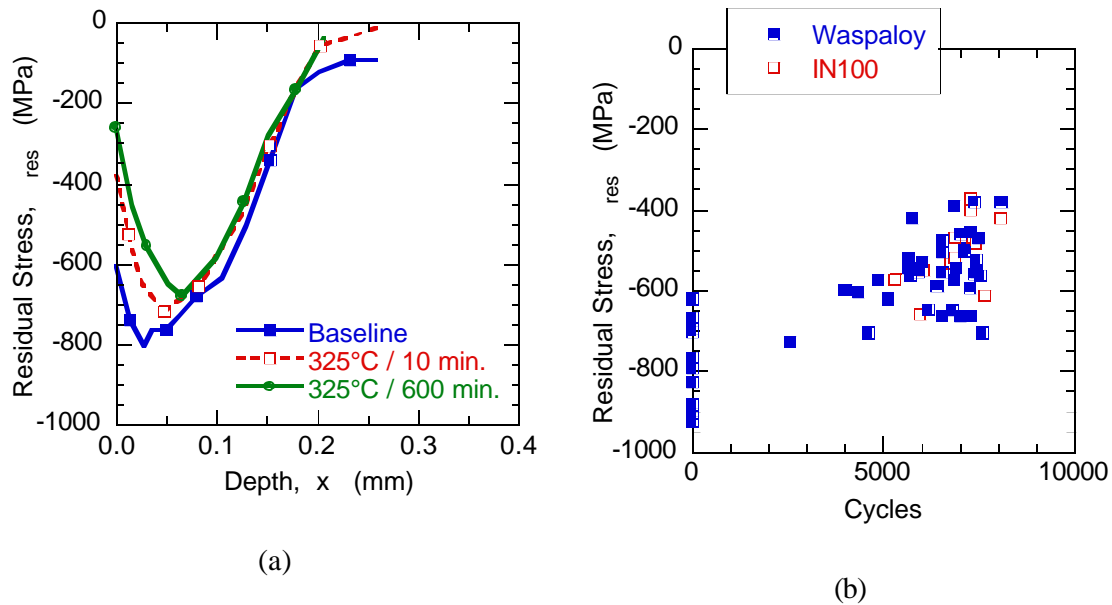 0
-200
-400
-600
-800
-1000
Residual Stress, res (MPa)
Baseline
325°C / 10 min.
325°C / 600 min.
0.0 0.1 0.2 0.3 0.4
Depth, x (mm)
(a)
Waspaloy
IN100
0
-200
-400
-600
-800
-1000
Residual Stress, res (MPa)
0 5000 10000
Cycles
(b)